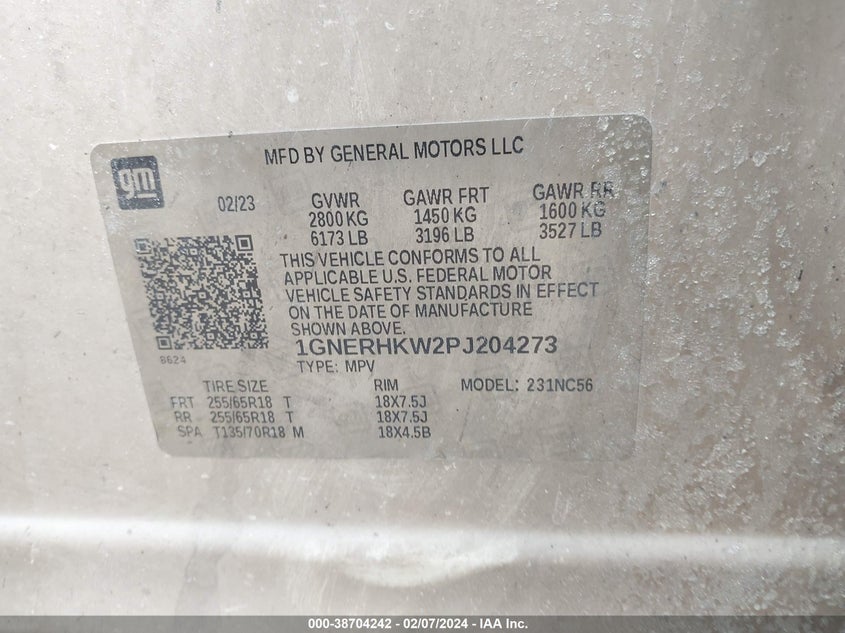 MFD BY GENERAL MOTORS LLC
gm
02/23 GVWR GAWR FRT GAWR RR
2800 KG 1450 KG 1600 KG
6173 LB 3196 LB 3527 LB
THIS VEHICLE CONFORMS TO ALL
APPLICABLE U.S. FEDERAL MOTOR
VEHICLE SAFETY STANDARDS IN EFFECT
ON THE DATE OF MANUFACTURE
SHOWN ABOVE.
8624
1GNERHKW2PJ204273
TYPE: MPV
TIRE SIZE RIM MODEL: 231NC56
FRT 255/65R18 T 18X7.5J
RR 255/65R18 T 18X7.5J
SPA T135/70R18 M 18X4.5B
000-38704242 - 02/07/2024 - IAA Inc.